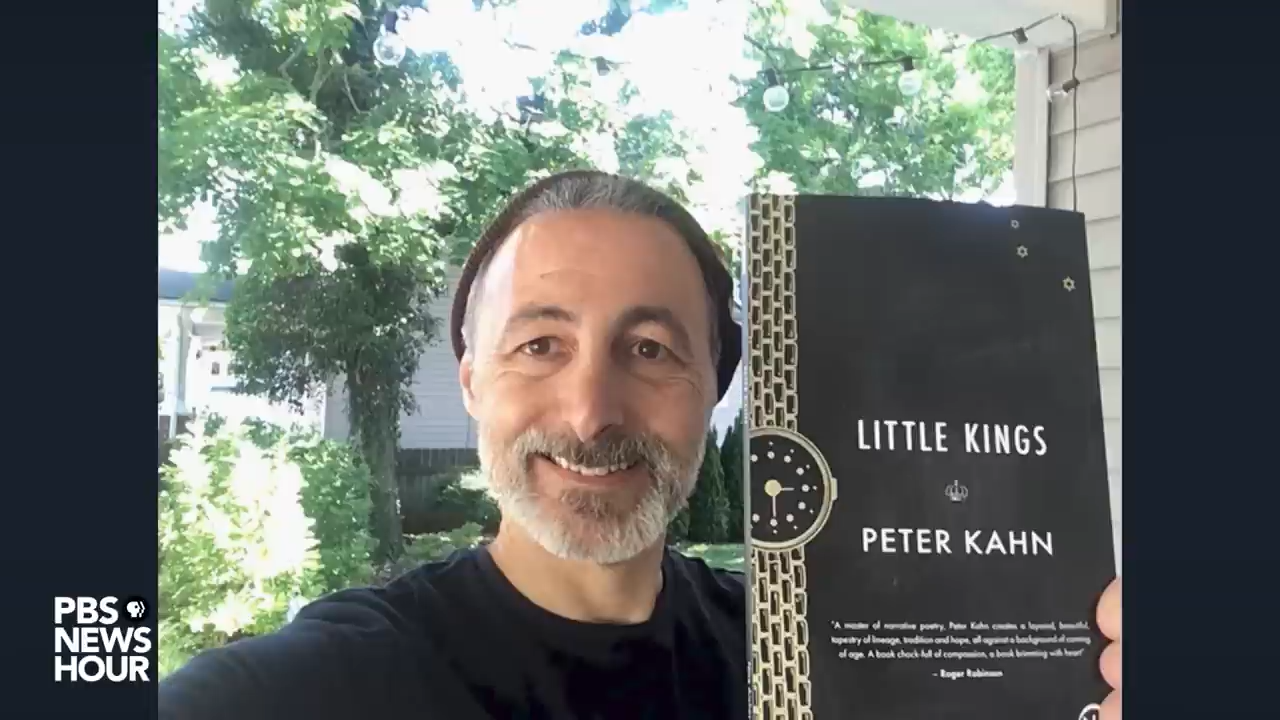 LITTLE KINGS
PETER KAHN
"A master of narrative poetry, Peter Kahn creates a layered, beautiful,
tapestry of lineage, tradition and hope, all against a background of coming
of age. A book chock-full of compassion, a book brimming with heart"
– Roger Robinson
PBS
NEWS
HOUR